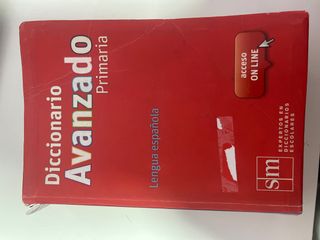 Diccionario
Avanzado
Primaria
Lengua española
acceso
ON LINE
sm
EXPERTOS EN
DICCIONARIOS
ESCOLARES